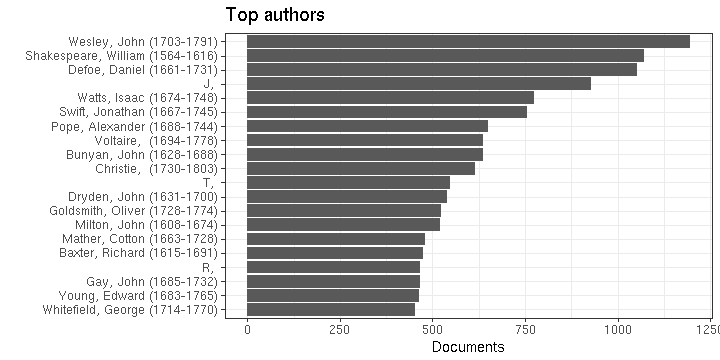 Top authors
Wesley, John (1703-1791)
Shakespeare, William (1564-1616)
Defoe, Daniel (1661-1731)
J,
Watts, Isaac (1674-1748)
Swift, Jonathan (1667-1745)
Pope, Alexander (1688-1744)
Voltaire, (1694-1778)
Bunyan, John (1628-1688)
Christie, (1730-1803)
T,
Dryden, John (1631-1700)
Goldsmith, Oliver (1728-1774)
Milton, John (1608-1674)
Mather, Cotton (1663-1728)
Baxter, Richard (1615-1691)
R,
Gay, John (1685-1732)
Young, Edward (1683-1765)
Whitefield, George (1714-1770)
0 250 500 750 1000 1250
Documents